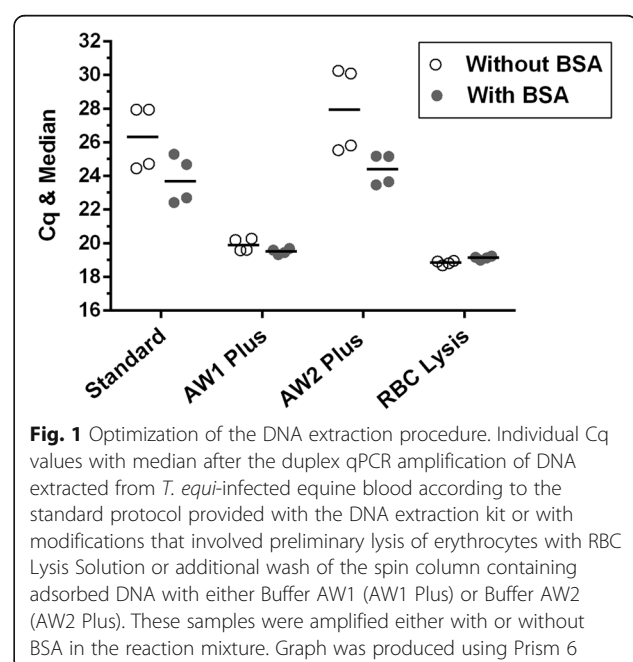 32
30
28
26
24
22
20
18
16
Cq & Median
Without BSA
With BSA
Standard
AW1 Plus
AW2 Plus
RBC Lysis
Fig. 1 Optimization of the DNA extraction procedure. Individual Cq
values with median after the duplex qPCR amplification of DNA
extracted from T. equi-infected equine blood according to the
standard protocol provided with the DNA extraction kit or with
modifications that involved preliminary lysis of erythrocytes with RBC
Lysis Solution or additional wash of the spin column containing
adsorbed DNA with either Buffer AW1 (AW1 Plus) or Buffer AW2
(AW2 Plus). These samples were amplified either with or without
BSA in the reaction mixture. Graph was produced using Prism 6